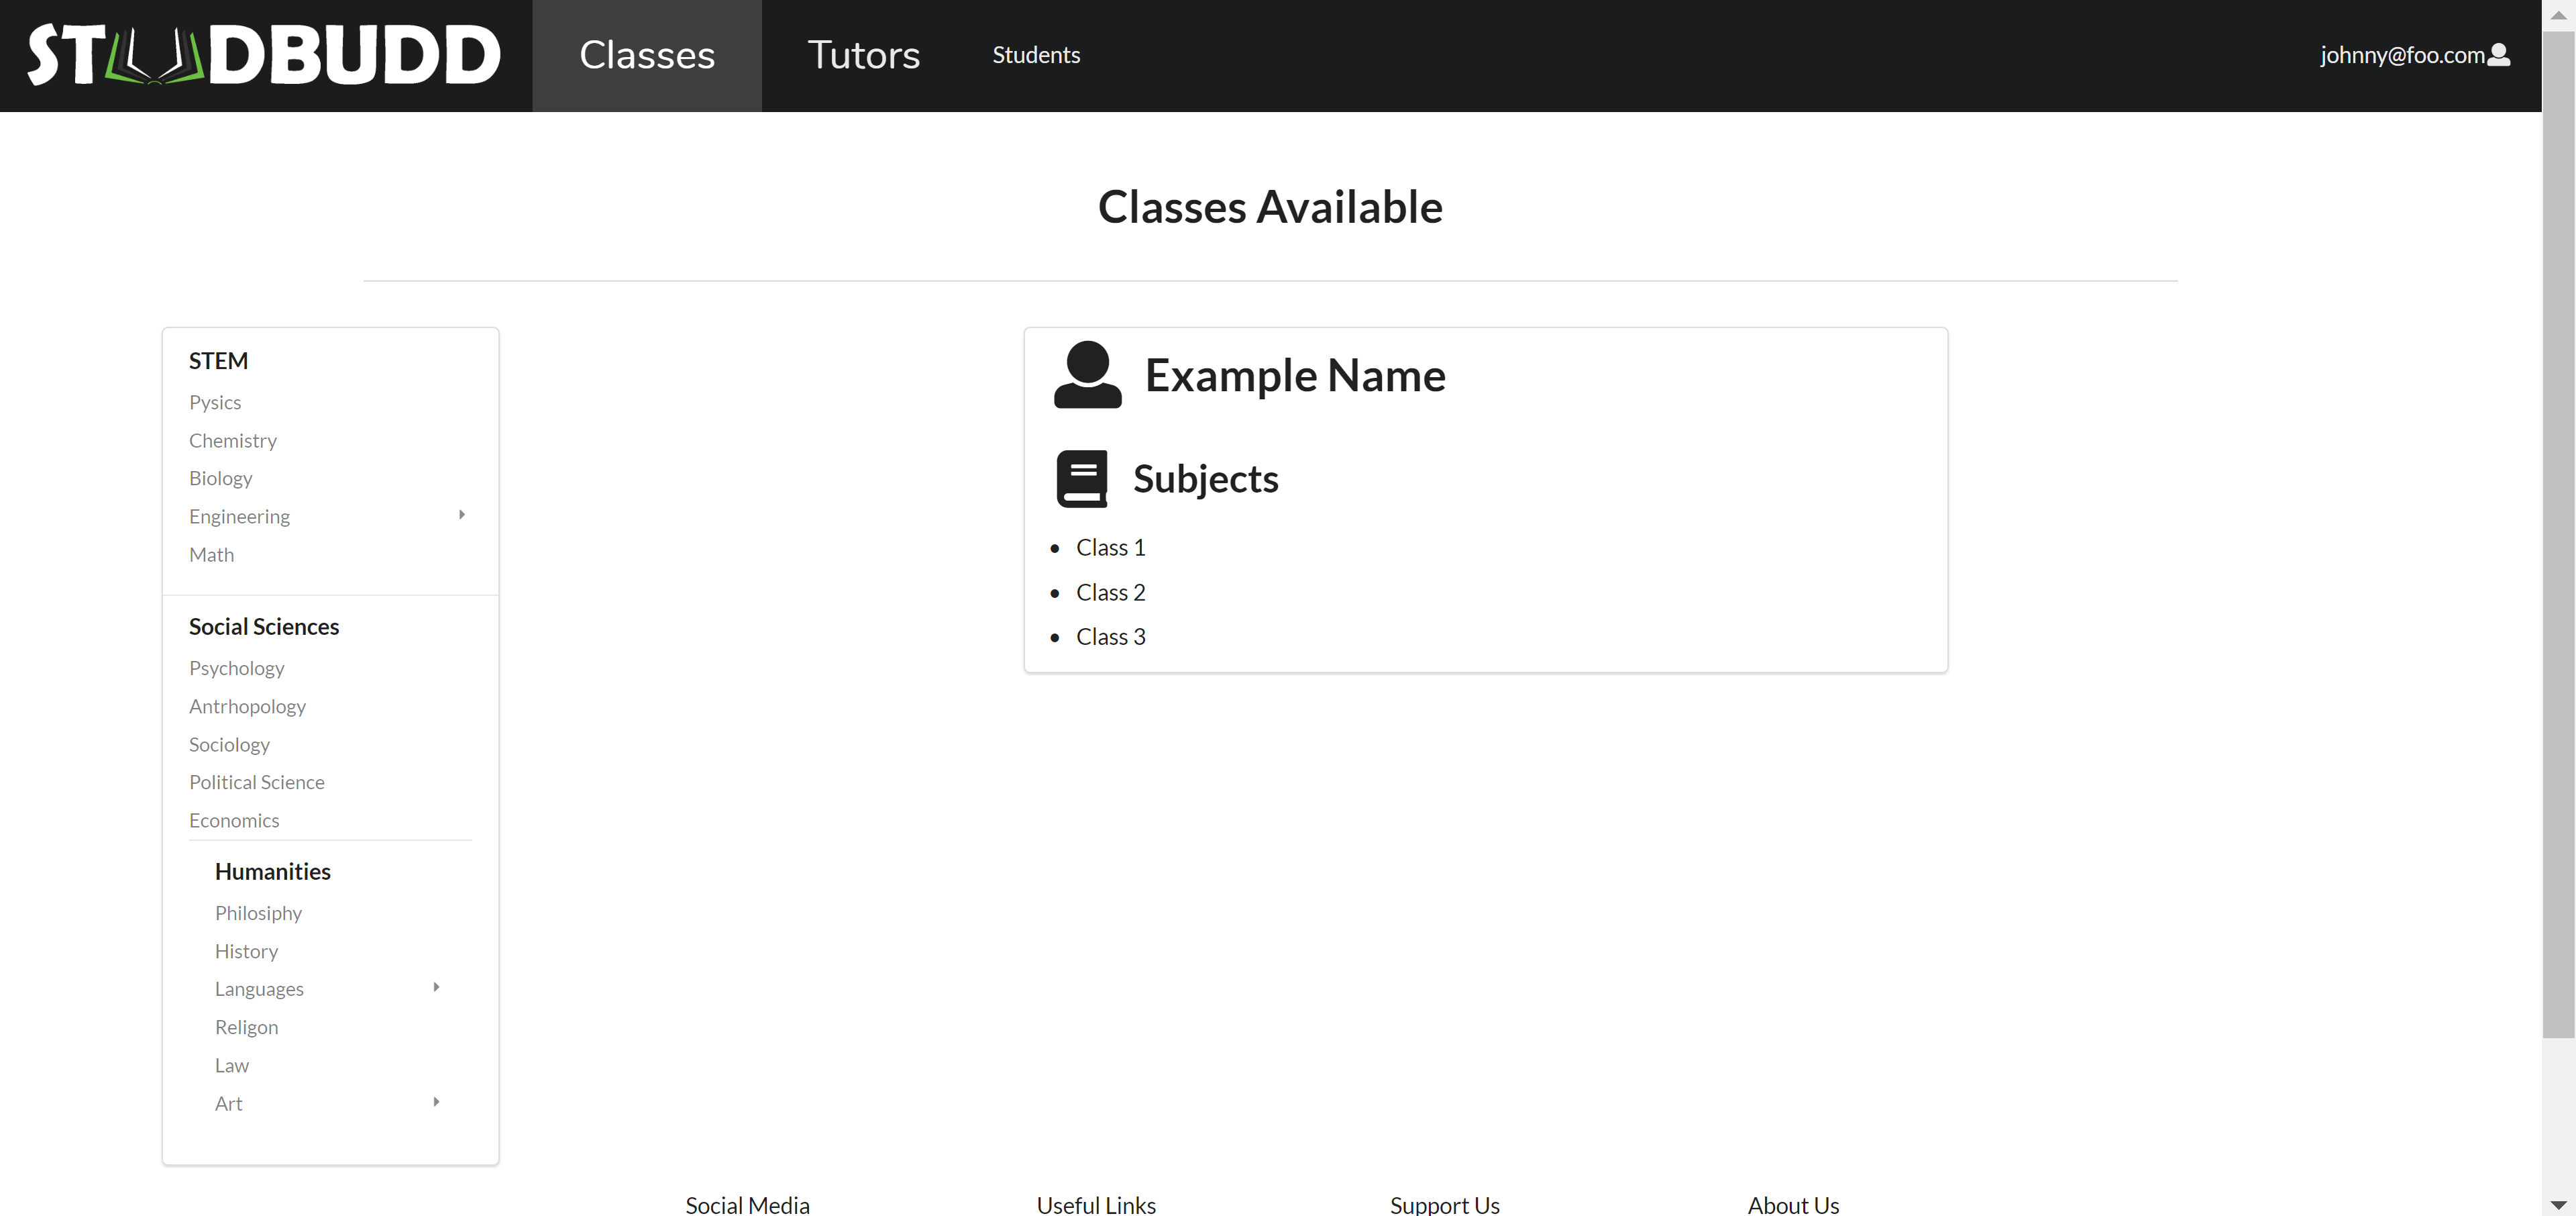 STUDBUDD
Classes
Tutors
Students
johnny@foo.com
Classes Available
STEM
Pysics
Chemistry
Biology
Engineering
Math
Social Sciences
Psychology
Antrhopology
Sociology
Political Science
Economics
Humanities
Philosiphy
History
Languages
Religon
Law
Art
Example Name
Subjects
Class 1
Class 2
Class 3
Social Media
Useful Links
Support Us
About Us